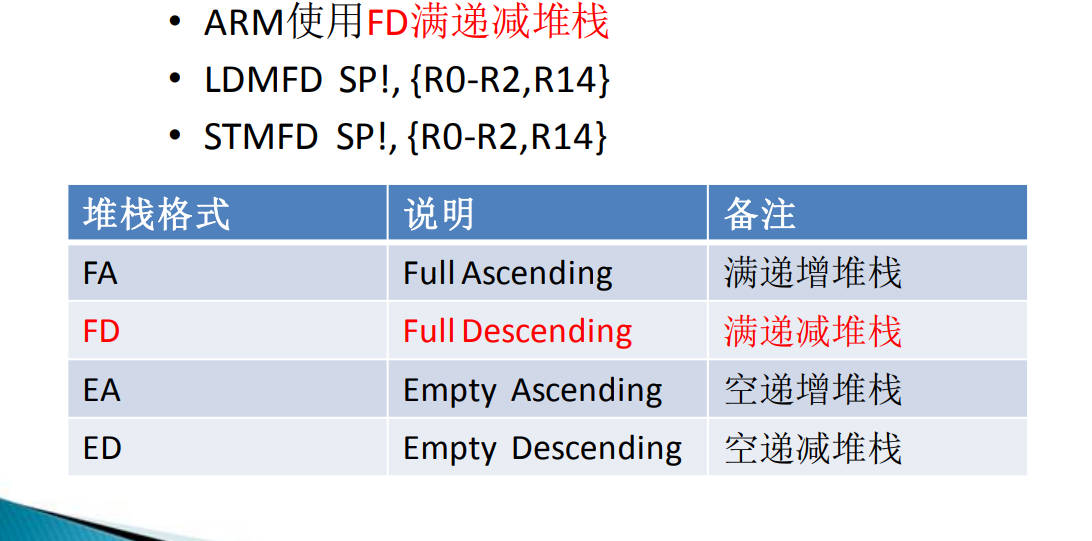 • ARM使用FD满递减堆栈
• LDMFD SP!, {R0-R2,R14}
• STMFD SP!, {R0-R2,R14}
堆栈格式 说明 备注
FA Full Ascending 满递增堆栈
FD Full Descending 满递减堆栈
EA Empty Ascending 空递增堆栈
ED Empty Descending 空递减堆栈